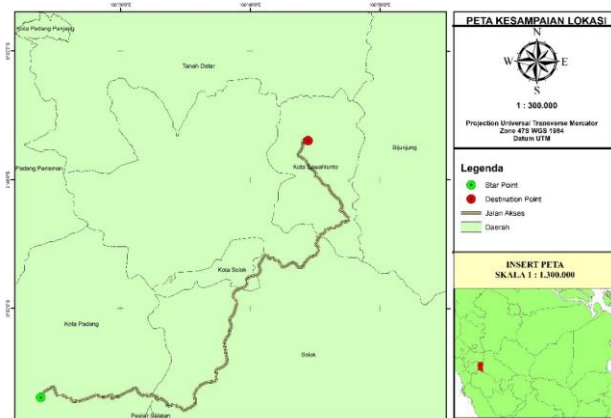 Kota Padang Panjang
Tanah Datar
Sijunjung
Kota Sawahlunto
Padang Pariaman
Kota Solok
Kota Padang
Solok
Pesisir Selatan
PETA KESAMPAIAN LOKASI
N
W E
S
1 : 300.000
Projection Universal Transverse Mercator
Zone 47S WGS 1984
Datum UTM
Legenda
Star Point
Destination Point
Jalan Akses
Daerah
INSERT PETA
SKALA 1 : 1.300.000